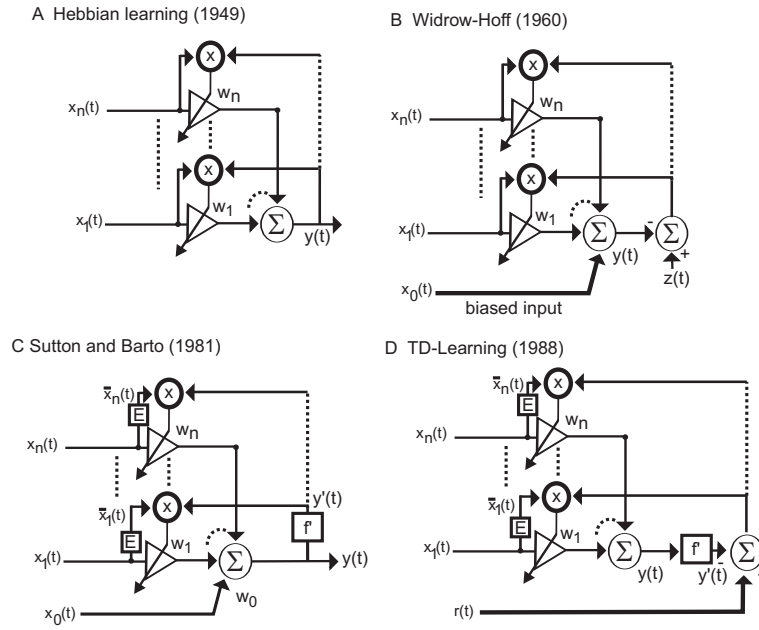 A Hebbian learning (1949)
x
xn(t)
wn
x
x1(t)
w1
Σ
y(t)
B Widrow-Hoff (1960)
x
xn(t)
wn
x
x1(t)
w1
Σ
-
Σ
+
y(t)
z(t)
x0(t)
biased input
C Sutton and Barto (1981)
x̄n(t)
x
E
xn(t)
wn
x̄1(t)
x
y'(t)
E
f'
x1(t)
w1
Σ
y(t)
w0
x0(t)
D TD-Learning (1988)
x̄n(t)
x
E
xn(t)
wn
x̄1(t)
x
E
x1(t)
w1
Σ
f'
-
Σ
y(t)
y'(t)
r(t)